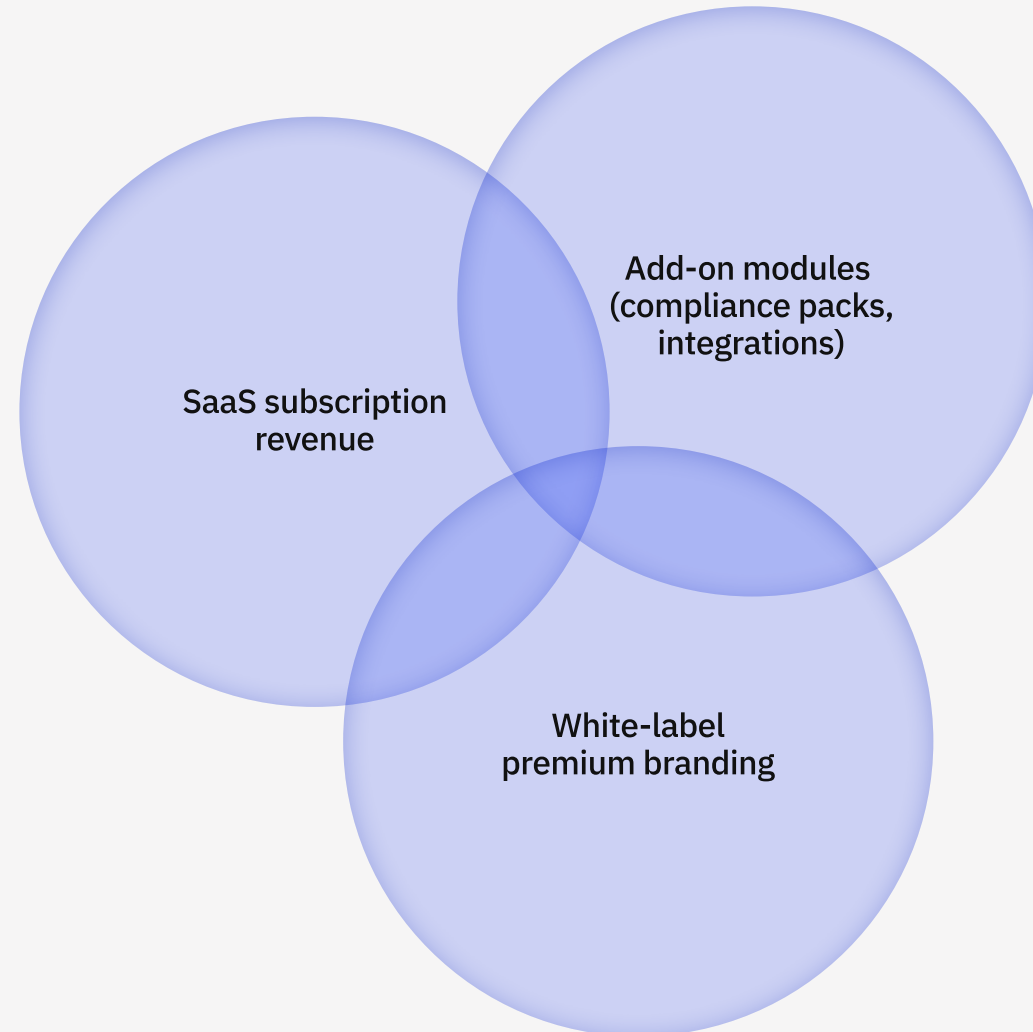 Add-on modules
(compliance packs,
integrations)
SaaS subscription
revenue
White-label
premium branding